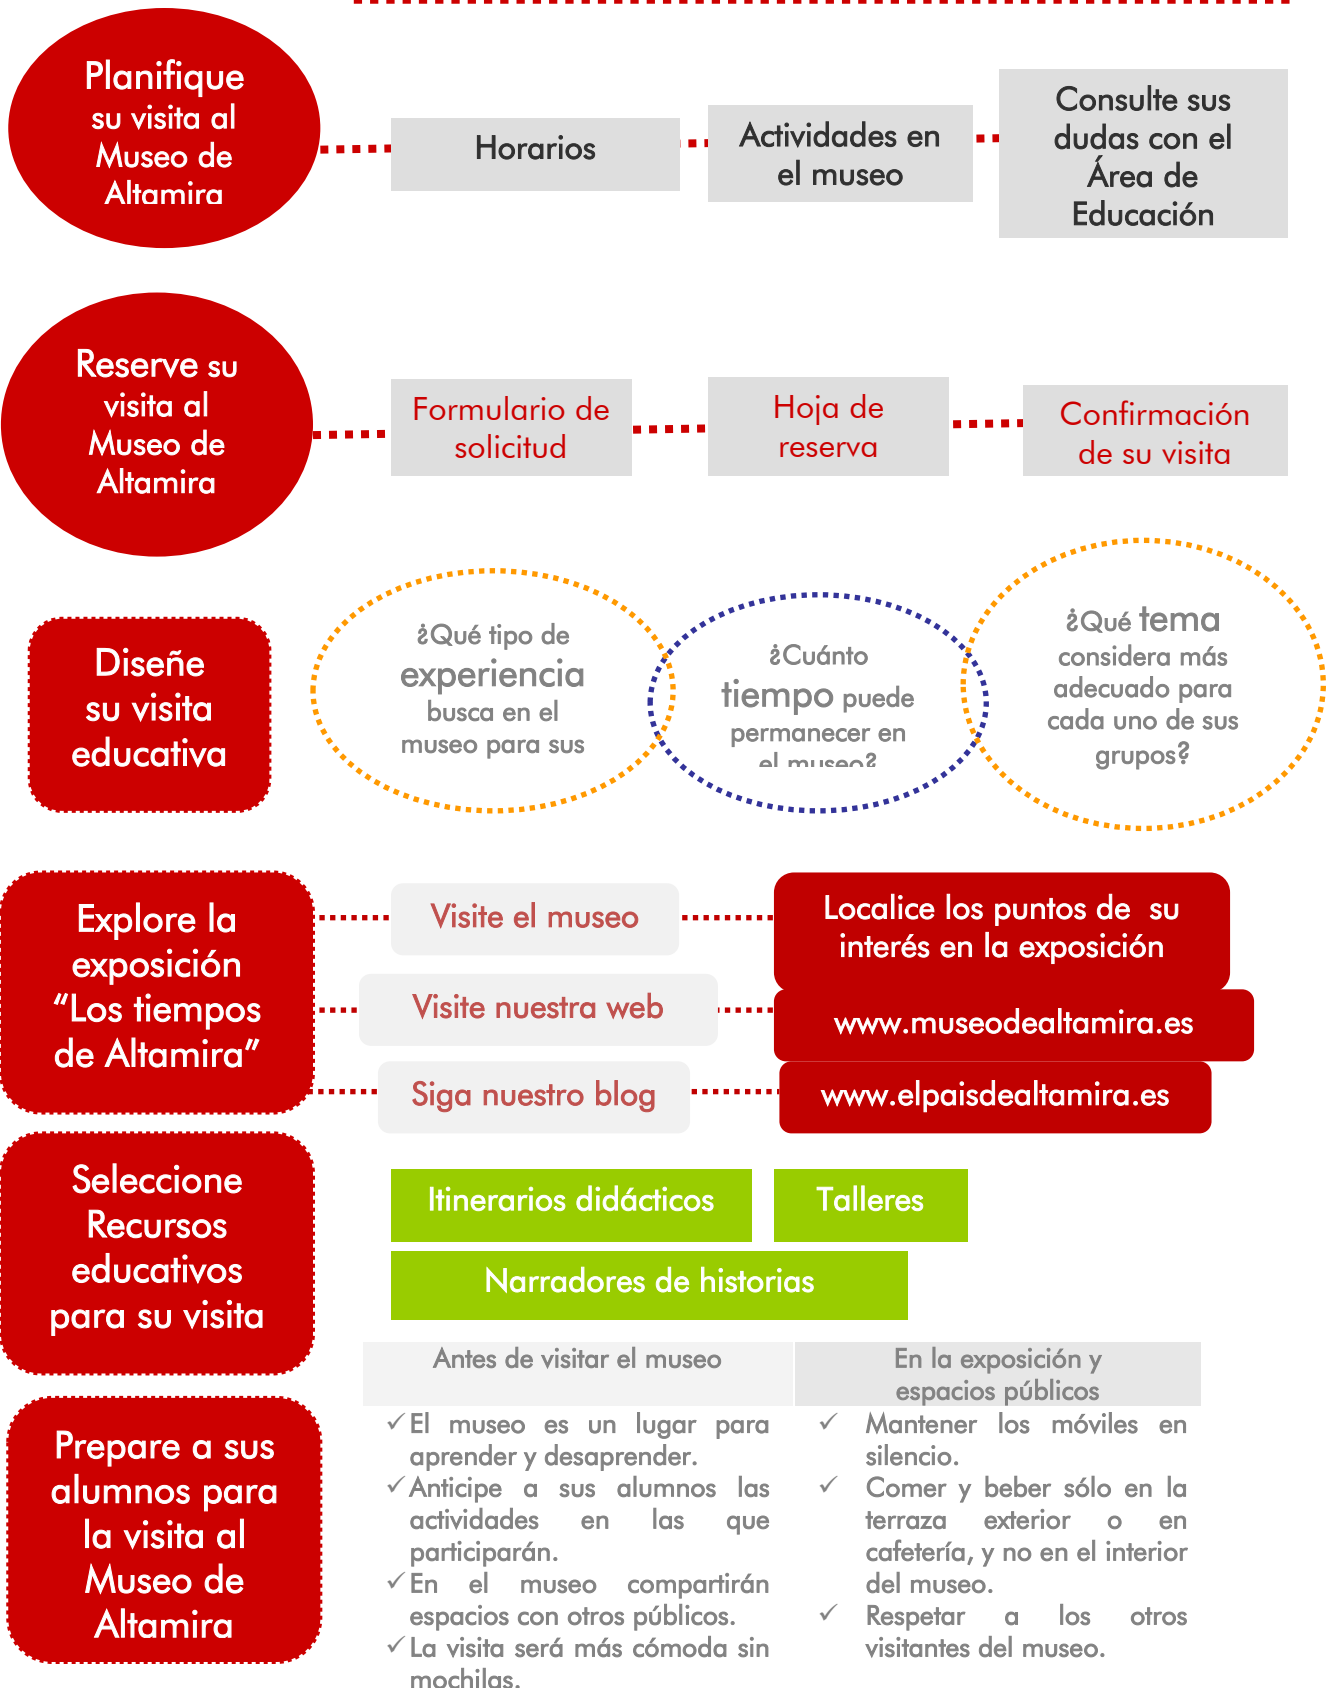 Planifique
su visita al
Museo de
Altamira
Horarios
Actividades en
el museo
Consulte sus
dudas con el
Área de
Educación
Reserve su
visita al
Museo de
Altamira
Formulario de
solicitud
Hoja de
reserva
Confirmación
de su visita
Diseñe
su visita
educativa
¿Qué tipo de
experiencia
busca en el
museo para sus
¿Cuánto
tiempo puede
permanecer en
el museo?
¿Qué tema
considera más
adecuado para
cada uno de sus
grupos?
Explore la
exposición
“Los tiempos
de Altamira”
Visite el museo
Localice los puntos de su
interés en la exposición
Visite nuestra web
www.museodealtamira.es
Siga nuestro blog
www.elpaisdealtamira.es
Seleccione
Recursos
educativos
para su visita
Itinerarios didácticos
Talleres
Narradores de historias
Prepare a sus
alumnos para
la visita al
Museo de
Altamira
Antes de visitar el museo
✓El museo es un lugar para
aprender y desaprender.
✓Anticipe a sus alumnos las
actividades en las que
participarán.
✓En el museo compartirán
espacios con otros públicos.
✓La visita será más cómoda sin
mochilas.
En la exposición y
espacios públicos
✓ Mantener los móviles en
silencio.
✓ Comer y beber sólo en la
terraza exterior o en
cafetería, y no en el interior
del museo.
✓ Respetar a los otros
visitantes del museo.